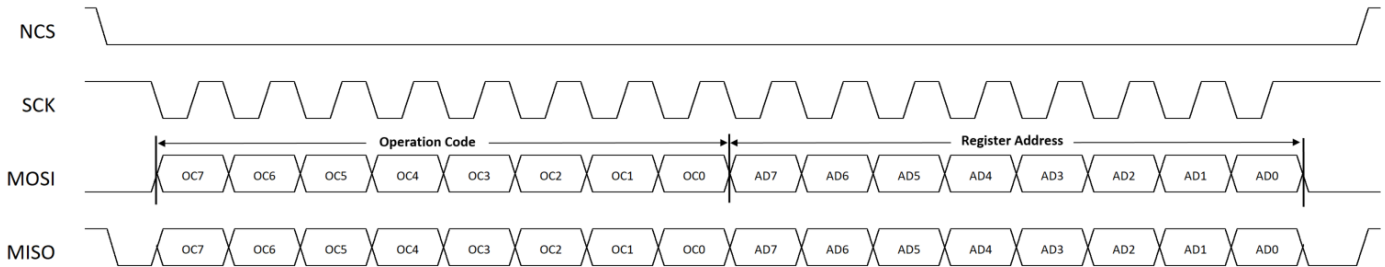 NCS
SCK
Operation Code Register Address
MOSI OC7 OC6 OC5 OC4 OC3 OC2 OC1 OC0 AD7 AD6 AD5 AD4 AD3 AD2 AD1 AD0
MISO OC7 OC6 OC5 OC4 OC3 OC2 OC1 OC0 AD7 AD6 AD5 AD4 AD3 AD2 AD1 AD0